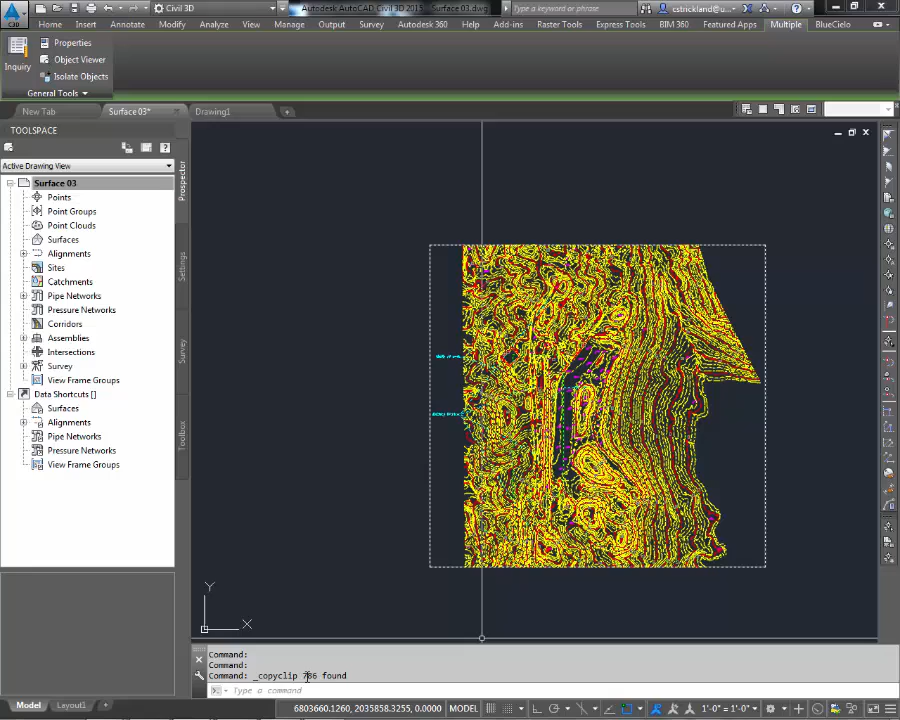 C3D
Civil 3D
Autodesk AutoCAD Civil 3D 2015 Surface 03.dwg
Type a keyword or phrase
cstrickland@u...
Home Insert Annotate Modify Analyze View Manage Output Survey Autodesk 360 Help Add-ins Raster Tools Express Tools BIM 360 Featured Apps Multiple BlueCielo
Inquiry
Properties
Object Viewer
Isolate Objects
General Tools
New Tab Surface 03* Drawing1
TOOLSPACE
Active Drawing View
Prospector
Settings
Survey
Toolbox
Surface 03
Points
Point Groups
Point Clouds
Surfaces
Alignments
Sites
Catchments
Pipe Networks
Pressure Networks
Corridors
Assemblies
Intersections
Survey
View Frame Groups
Data Shortcuts []
Surfaces
Alignments
Pipe Networks
Pressure Networks
View Frame Groups
Y
X
Command:
Command:
Command: _copyclip 786 found
Type a command
Model Layout1
6803660.1260, 2035858.3255, 0.0000 MODEL
1'-0" = 1'-0"